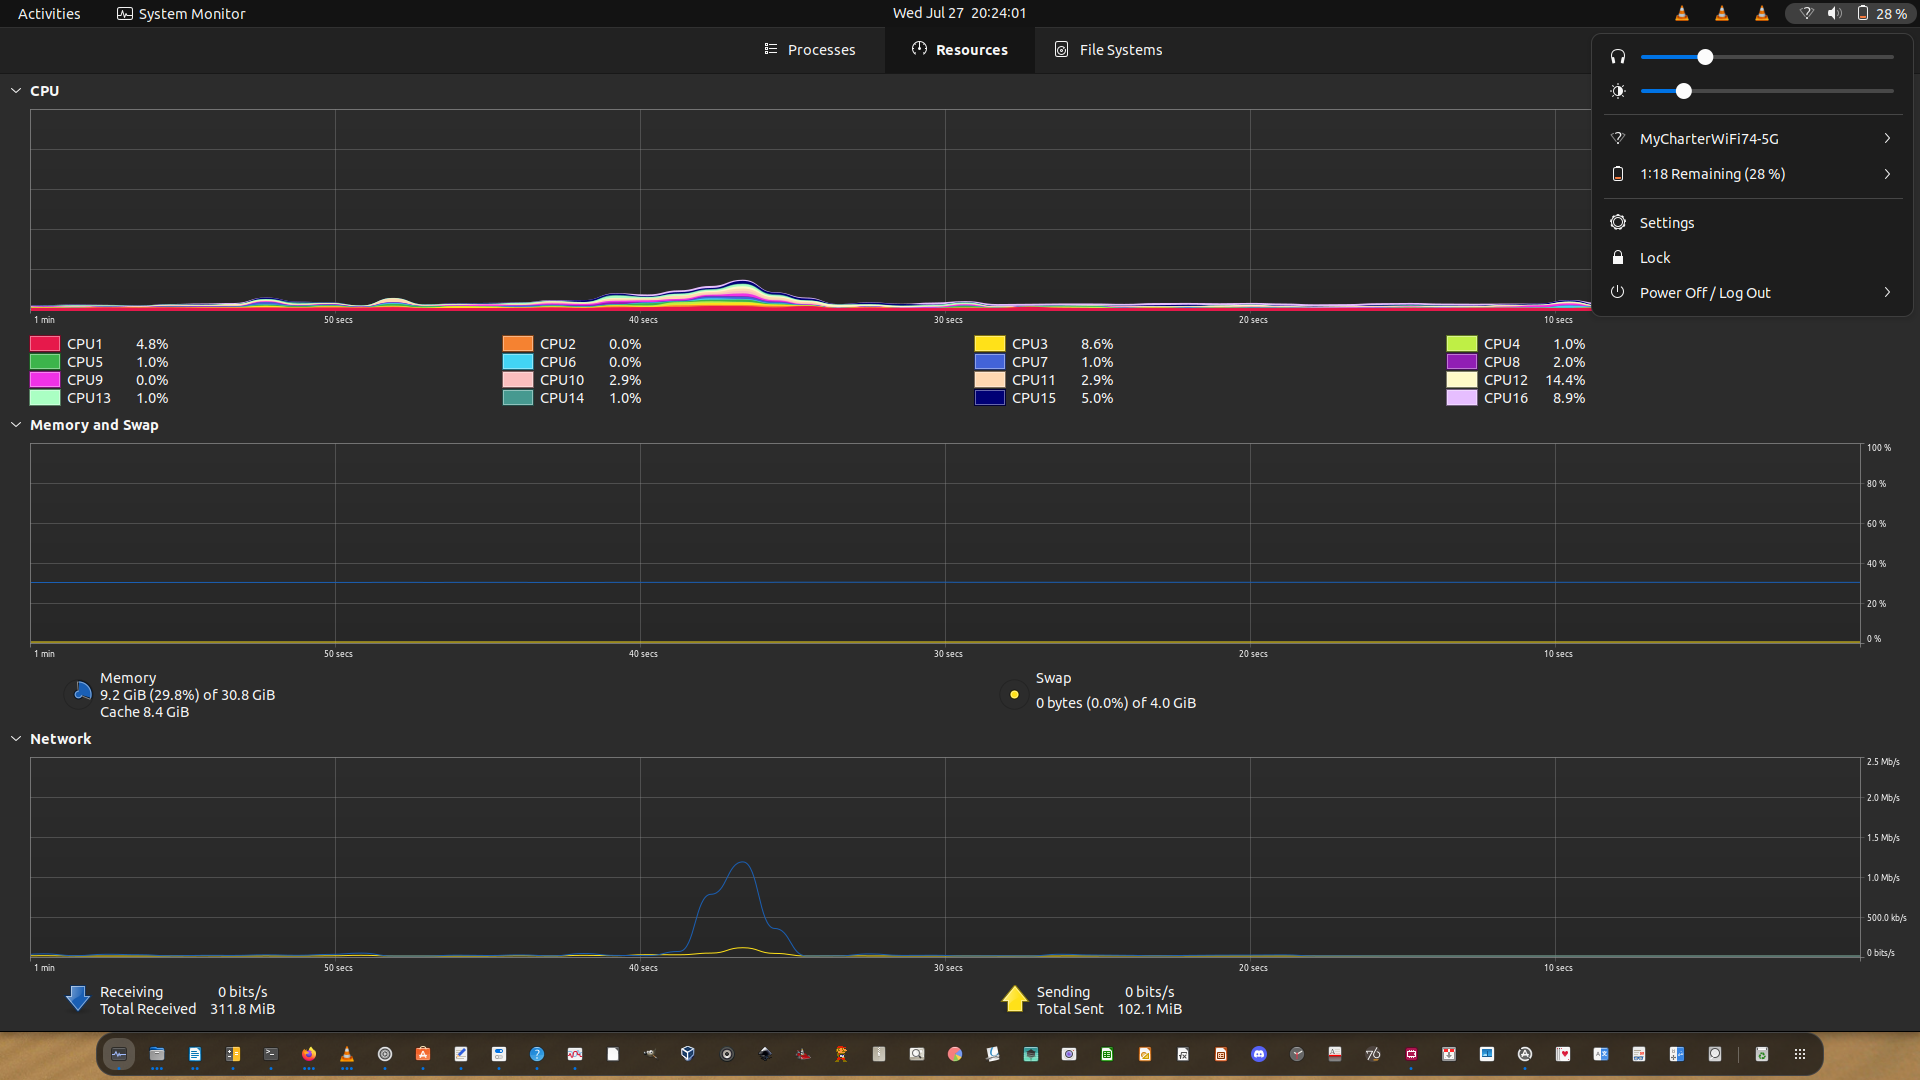 Activities System Monitor Wed Jul 27 20:24:01 28 %
Processes Resources File Systems
CPU
MyCharterWiFi74-5G
1:18 Remaining (28 %)
Settings
Lock
Power Off / Log Out
1 min 50 secs 40 secs 30 secs 20 secs 10 secs
CPU1 4.8% CPU2 0.0% CPU3 8.6% CPU4 1.0%
CPU5 1.0% CPU6 0.0% CPU7 1.0% CPU8 2.0%
CPU9 0.0% CPU10 2.9% CPU11 2.9% CPU12 14.4%
CPU13 1.0% CPU14 1.0% CPU15 5.0% CPU16 8.9%
Memory and Swap
100 %
80 %
60 %
40 %
20 %
0 %
1 min 50 secs 40 secs 30 secs 20 secs 10 secs
Memory
9.2 GiB (29.8%) of 30.8 GiB
Cache 8.4 GiB
Swap
0 bytes (0.0%) of 4.0 GiB
Network
2.5 Mb/s
2.0 Mb/s
1.5 Mb/s
1.0 Mb/s
500.0 kb/s
0 bits/s
1 min 50 secs 40 secs 30 secs 20 secs 10 secs
Receiving 0 bits/s
Total Received 311.8 MiB
Sending 0 bits/s
Total Sent 102.1 MiB